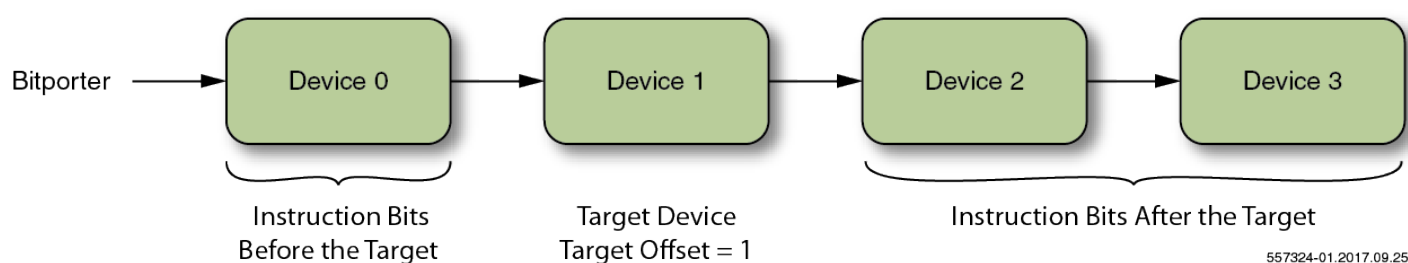 Bitporter
Device 0
Device 1
Device 2
Device 3
Instruction Bits
Before the Target
Target Device
Target Offset = 1
Instruction Bits After the Target
557324-01.2017.09.25